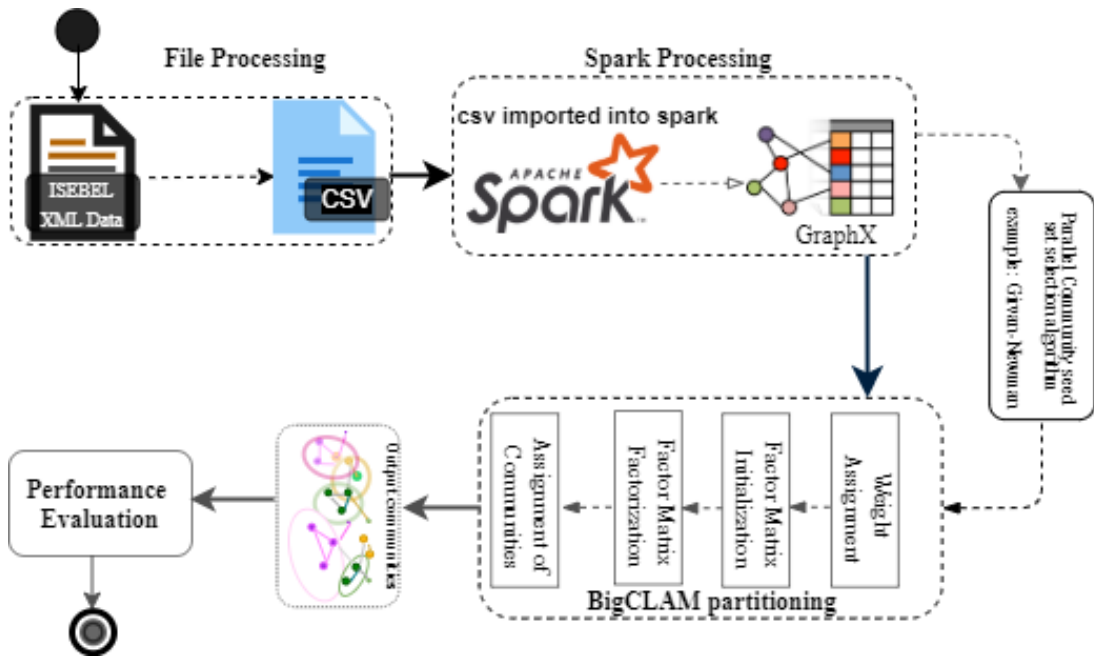 File Processing
Spark Processing
ISEBEL
XML Data
CSV
csv imported into spark
APACHE
Spark
TM
GraphX
Parallel Community seed
set selection algorithm
example: Girvan-Newman
Weight
Assignment
Factor Matrix
Initialization
Factor Matrix
Factorization
Assignment of
Communities
BigCLAM partitioning
Output communities
Performance
Evaluation